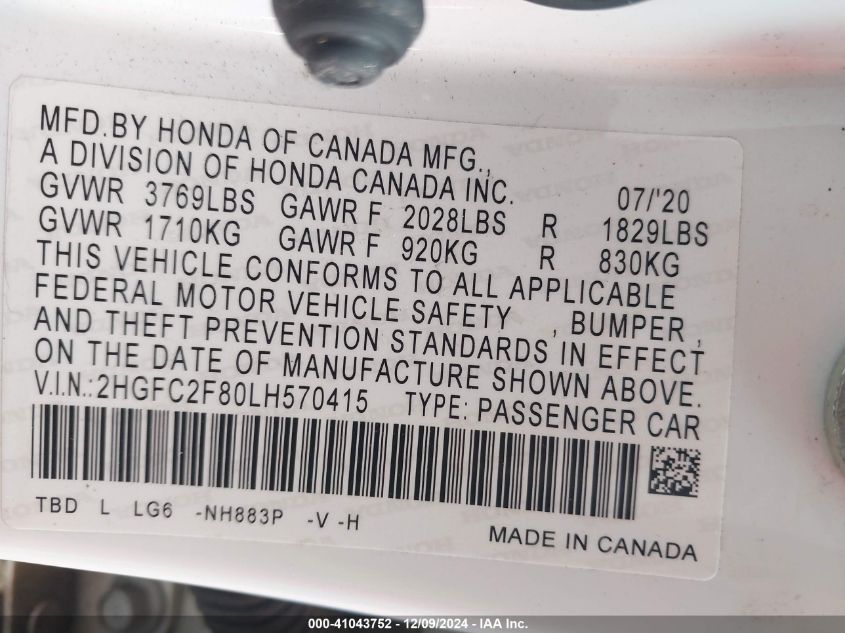 MFD.BY HONDA OF CANADA MFG.,
A DIVISION OF HONDA CANADA INC. 07/'20
GVWR 3769LBS GAWR F 2028LBS R 1829LBS
GVWR 1710KG GAWR F 920KG R 830KG
THIS VEHICLE CONFORMS TO ALL APPLICABLE
FEDERAL MOTOR VEHICLE SAFETY , BUMPER ,
AND THEFT PREVENTION STANDARDS IN EFFECT
ON THE DATE OF MANUFACTURE SHOWN ABOVE.
V.I.N.:2HGFC2F80LH570415 TYPE: PASSENGER CAR
TBD L LG6 -NH883P -V -H
MADE IN CANADA
000-41043752 - 12/09/2024 - IAA, Inc.